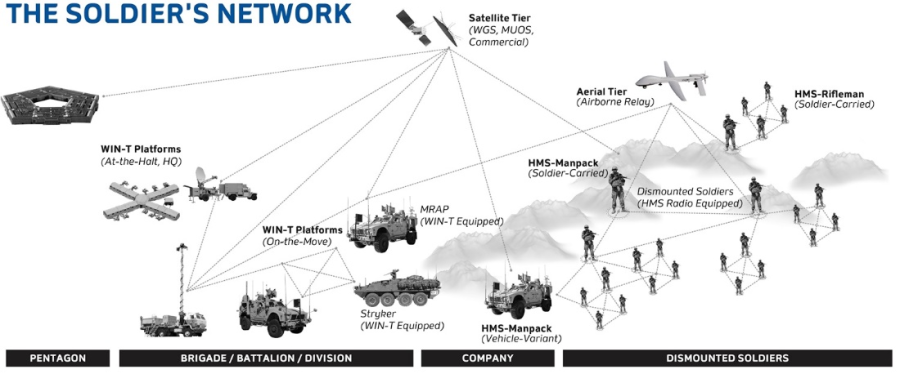 THE SOLDIER'S NETWORK
Satellite Tier
(WGS, MUOS,
Commercial)
Aerial Tier
(Airborne Relay)
HMS-Rifleman
(Soldier-Carried)
WIN-T Platforms
(At-the-Halt, HQ)
HMS-Manpack
(Soldier-Carried)
Dismounted Soldiers
(HMS Radio Equipped)
MRAP
(WIN-T Equipped)
WIN-T Platforms
(On-the-Move)
Stryker
(WIN-T Equipped)
HMS-Manpack
(Vehicle-Variant)
PENTAGON
BRIGADE / BATTALION / DIVISION
COMPANY
DISMOUNTED SOLDIERS